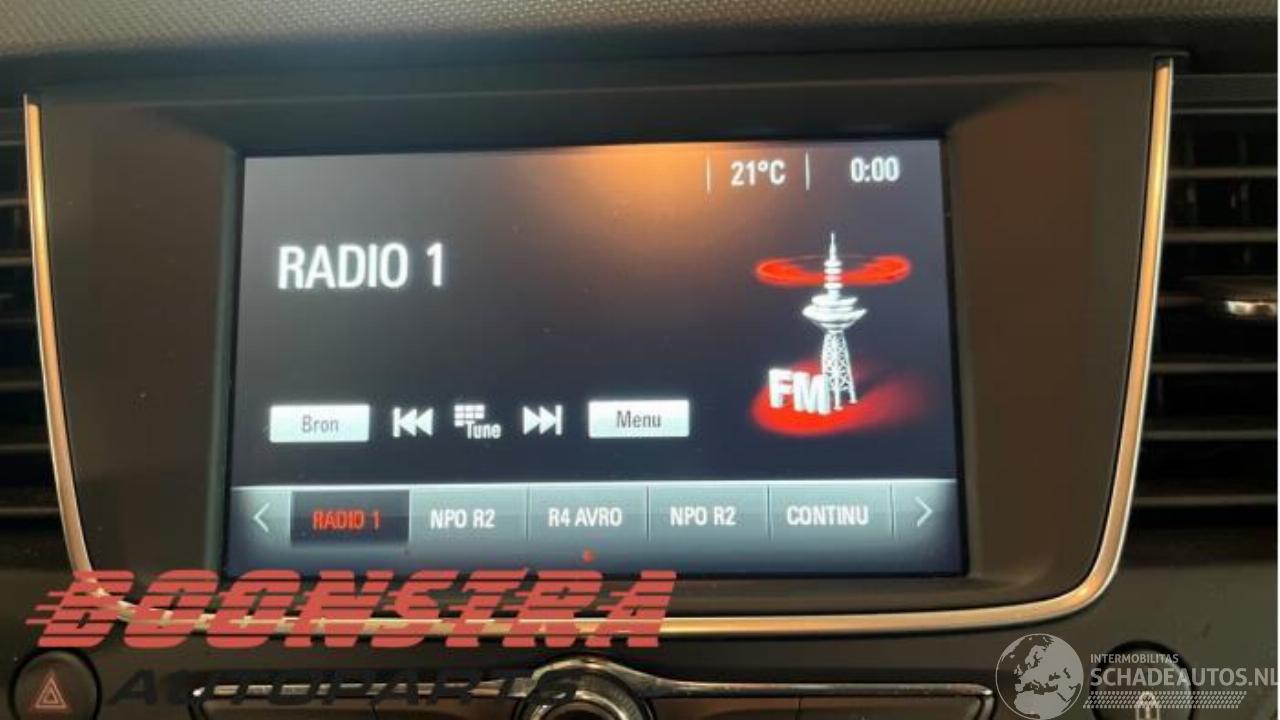 21°C 0:00
RADIO 1
FM
Bron Tune Menu
RADIO 1 NPO R2 R4 AVRO NPO R2 CONTINU
BOONSTRA
AUTOPARTS
INTERMOBILITAS
SCHADEAUTOS.NL